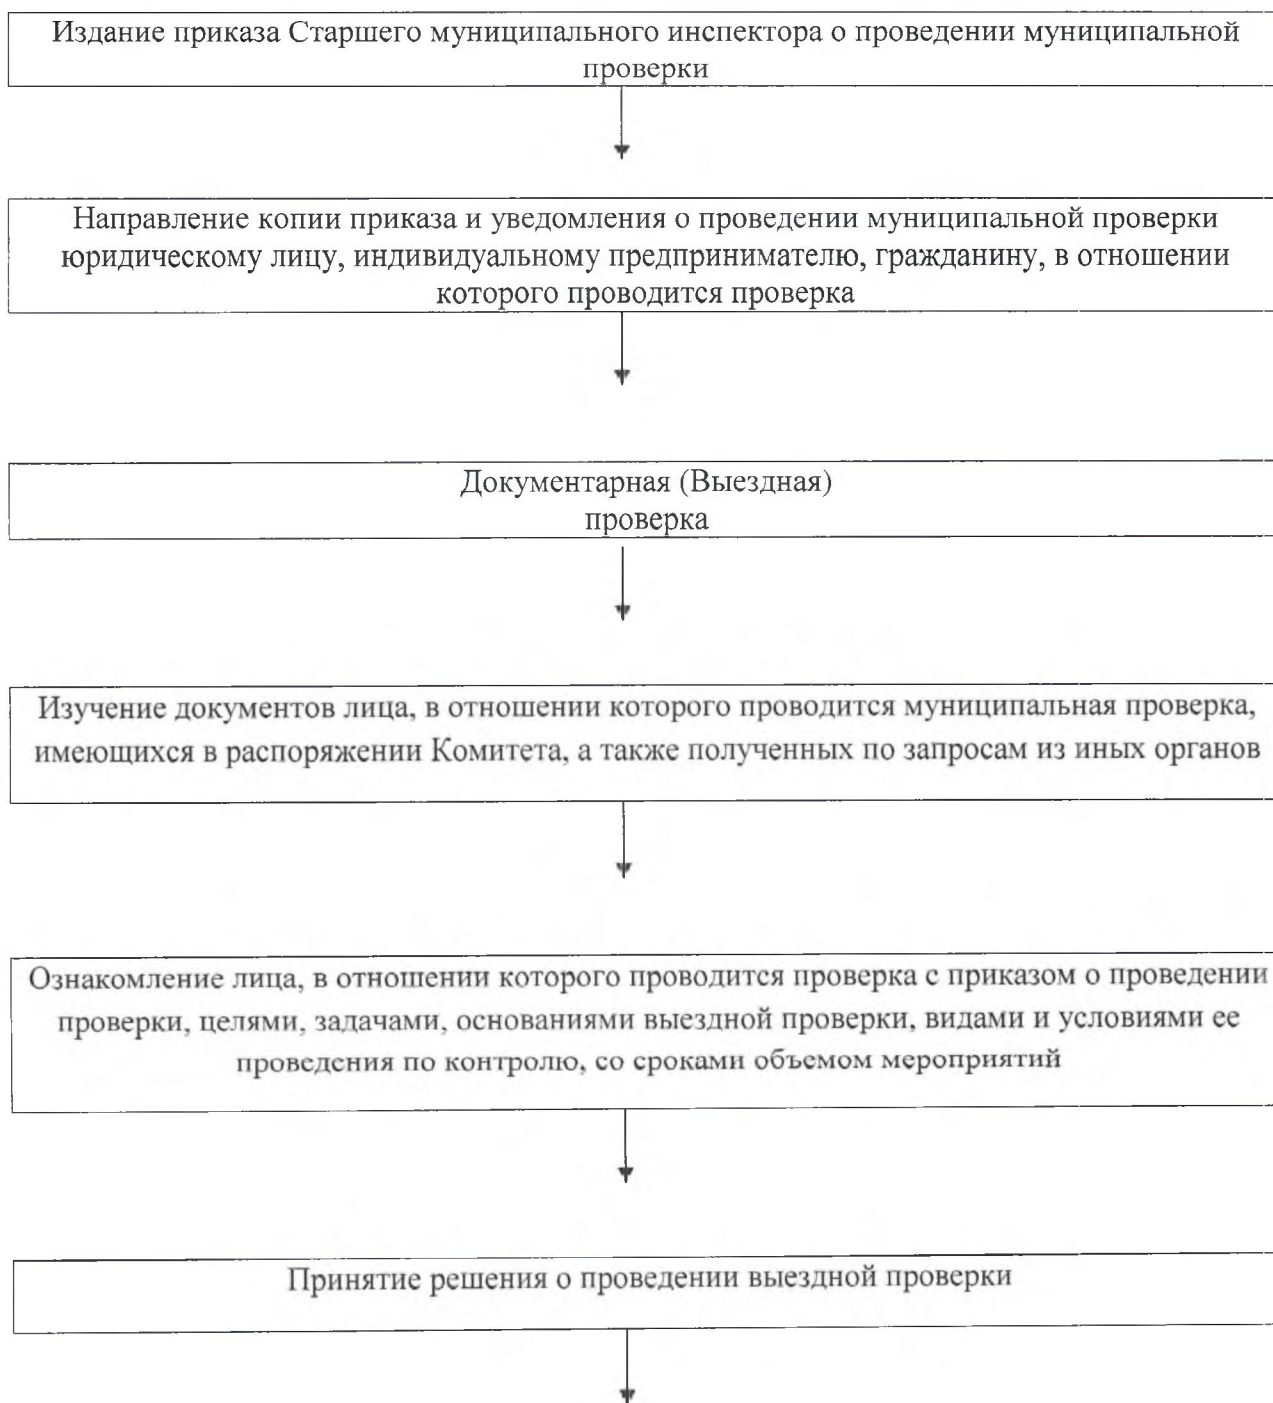 Издание приказа Старшего муниципального инспектора о проведении муниципальной
проверки
Направление копии приказа и уведомления о проведении муниципальной проверки
юридическому лицу, индивидуальному предпринимателю, гражданину, в отношении
которого проводится проверка
Документарная (Выездная)
проверка
Изучение документов лица, в отношении которого проводится муниципальная проверка,
имеющихся в распоряжении Комитета, а также полученных по запросам из иных органов
Ознакомление лица, в отношении которого проводится проверка с приказом о проведении
проверки, целями, задачами, основаниями выездной проверки, видами и условиями ее
проведения по контролю, со сроками объемом мероприятий
Принятие решения о проведении выездной проверки